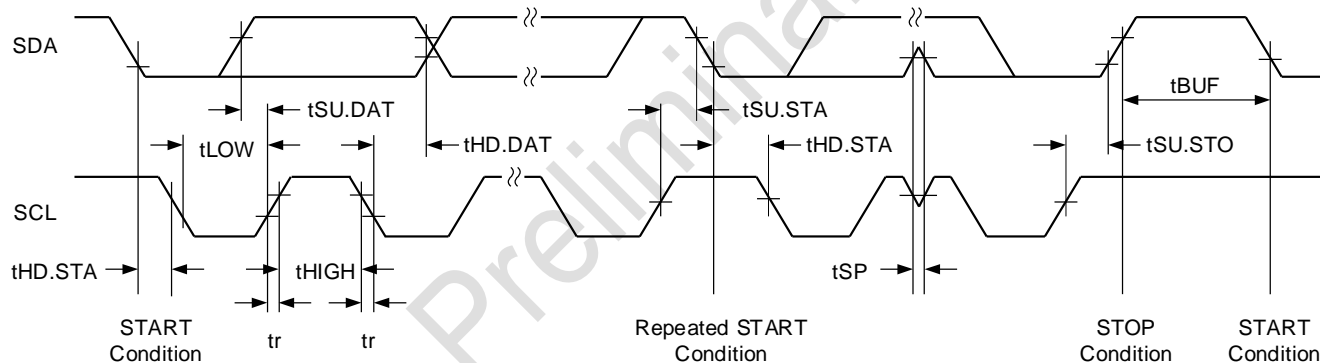 SDA
tSU.DAT
tSU.STA
tBUF
tLOW
tHD.DAT
tHD.STA
tSU.STO
SCL
tHD.STA
tHIGH
tSP
START
Condition
tr
tr
Repeated START
Condition
STOP
Condition
START
Condition